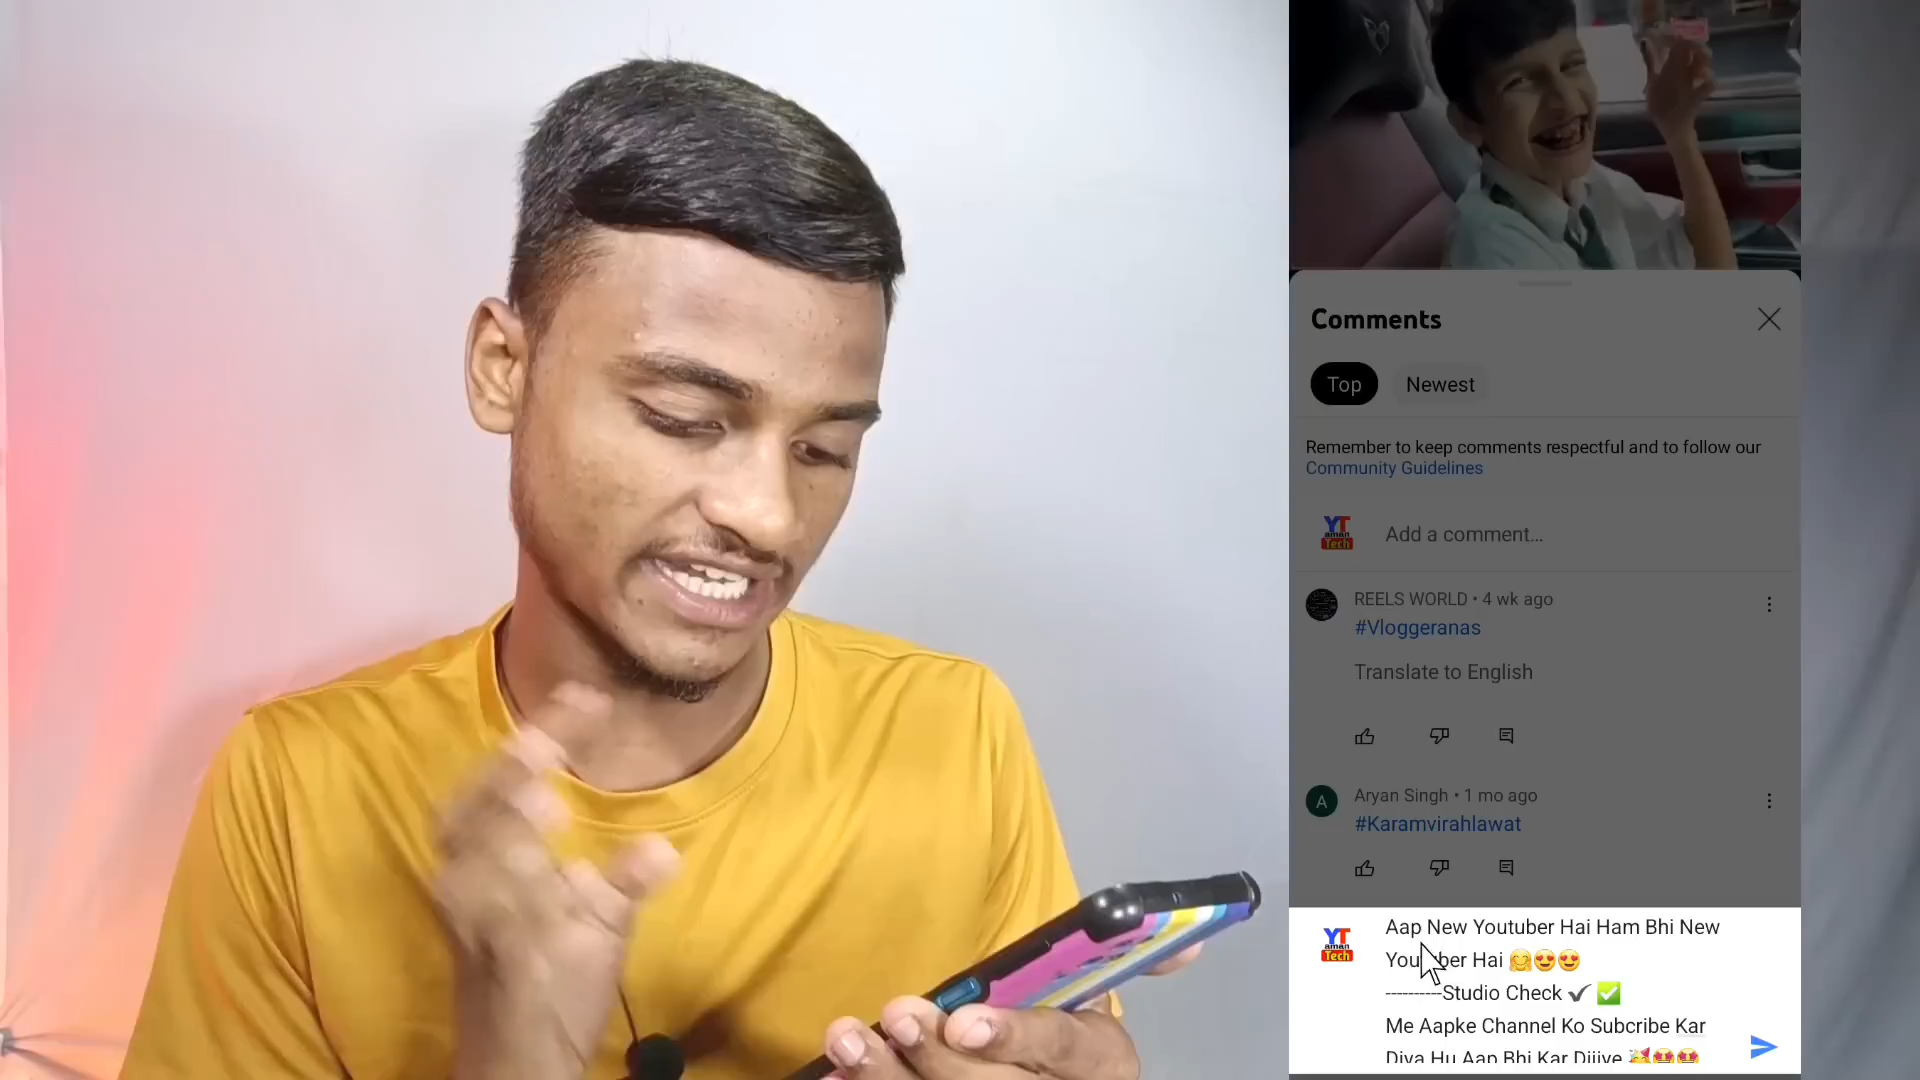 Comments
Top
Newest
Remember to keep comments respectful and to follow our
Community Guidelines
YT
aman
Tech
Add a comment...
REELS WORLD • 4 wk ago
#Vloggeranas
Translate to English
A
Aryan Singh • 1 mo ago
#Karamvirahlawat
YT
aman
Tech
Aap New Youtuber Hai Ham Bhi New
Youtuber Hai 🤗😍😍
----------Studio Check ✔ ✅
Me Aapke Channel Ko Subcribe Kar
Diya Hu Aap Bhi Kar Dijiye 🥳🤩🤩